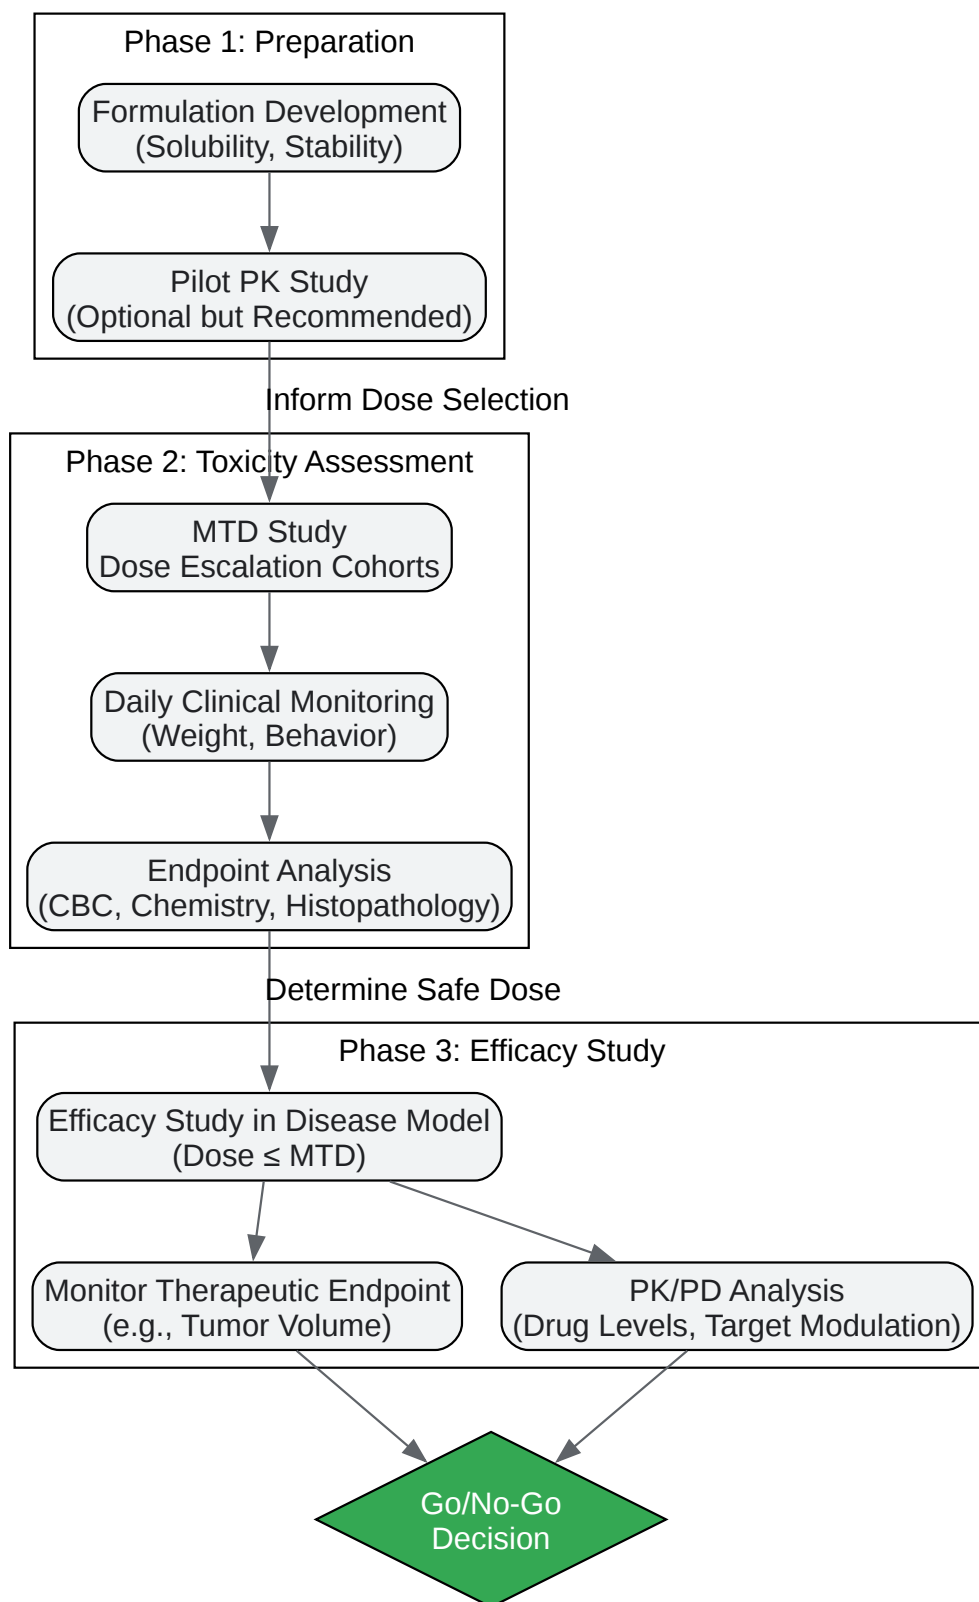 Phase 1: Preparation
Formulation Development
(Solubility, Stability)
Pilot PK Study
(Optional but Recommended)
Inform Dose Selection
Phase 2: Toxicity Assessment
MTD Study
Dose Escalation Cohorts
Daily Clinical Monitoring
(Weight, Behavior)
Endpoint Analysis
(CBC, Chemistry, Histopathology)
Determine Safe Dose
Phase 3: Efficacy Study
Efficacy Study in Disease Model
(Dose ≤ MTD)
Monitor Therapeutic Endpoint
(e.g., Tumor Volume)
PK/PD Analysis
(Drug Levels, Target Modulation)
Go/No-Go
Decision